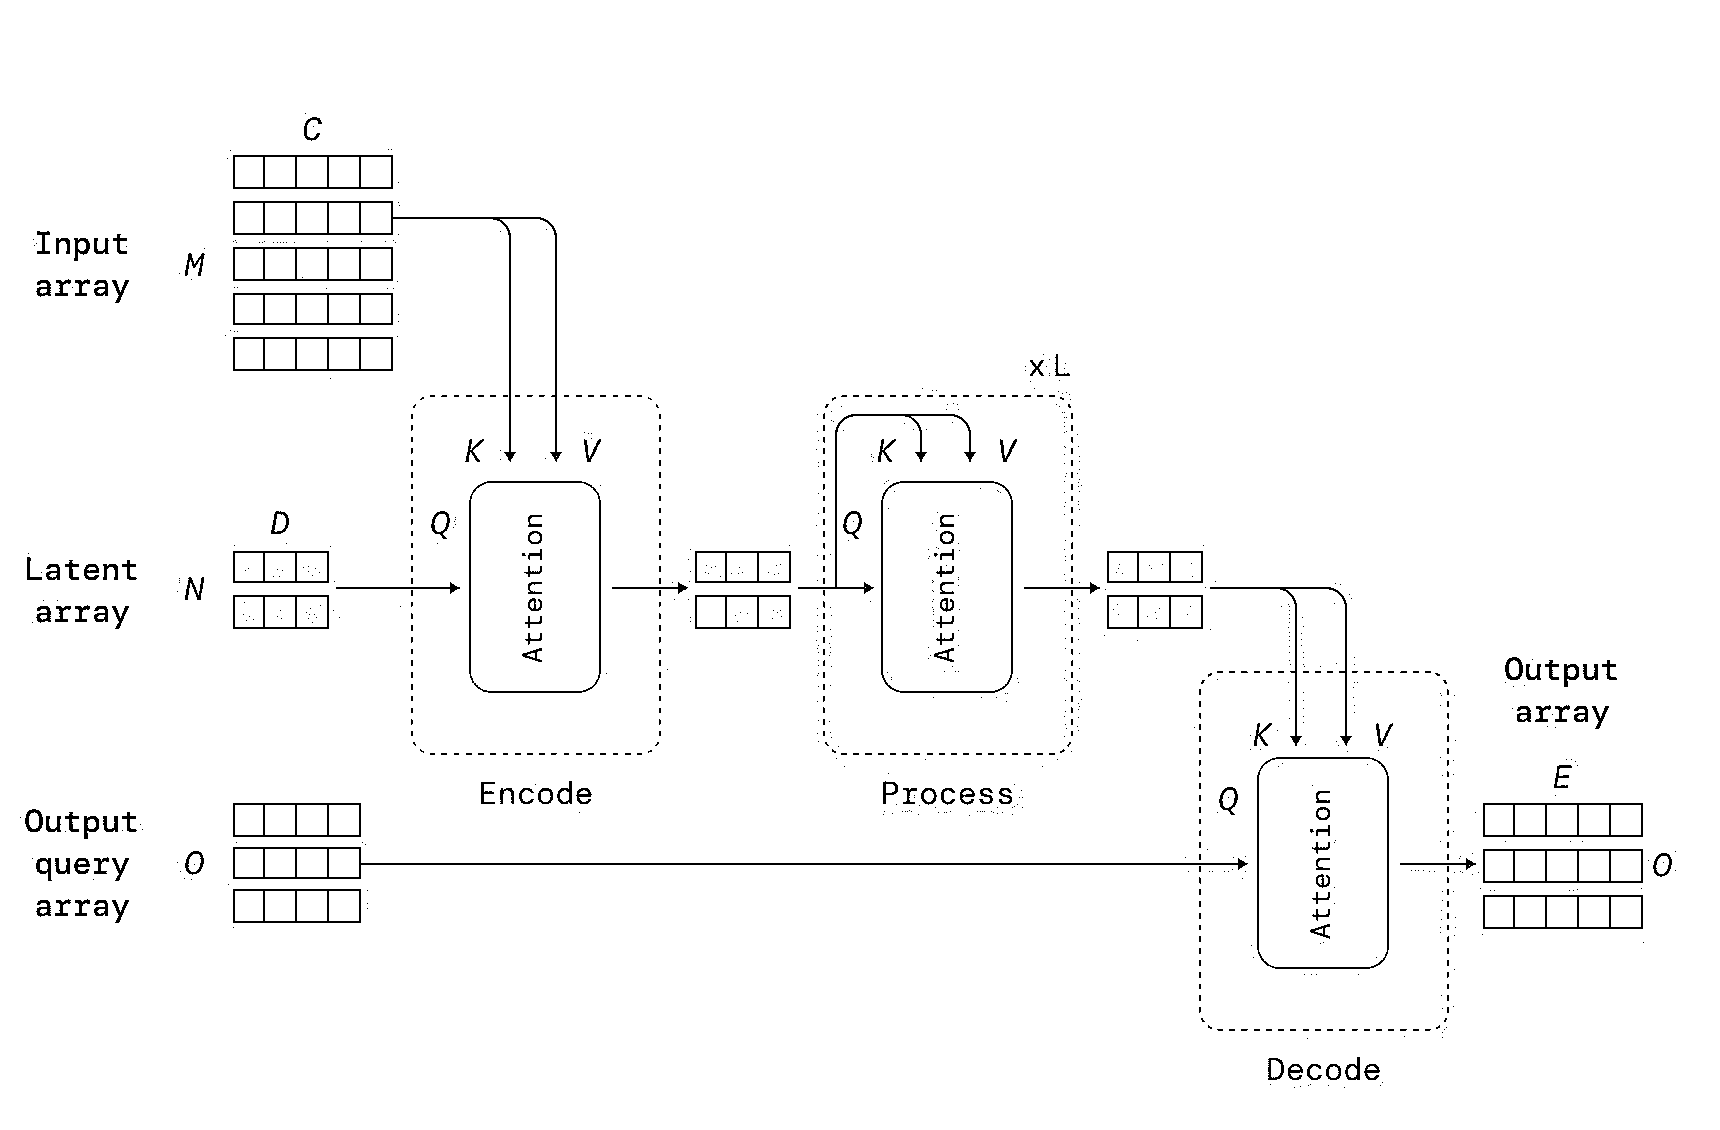 C
Input
array
M
x L
K
V
K
V
D
Q
Q
Latent
array
N
Attention
Attention
Output
array
K
V
Encode
Process
E
Q
Output
query
array
O
Attention
O
Decode